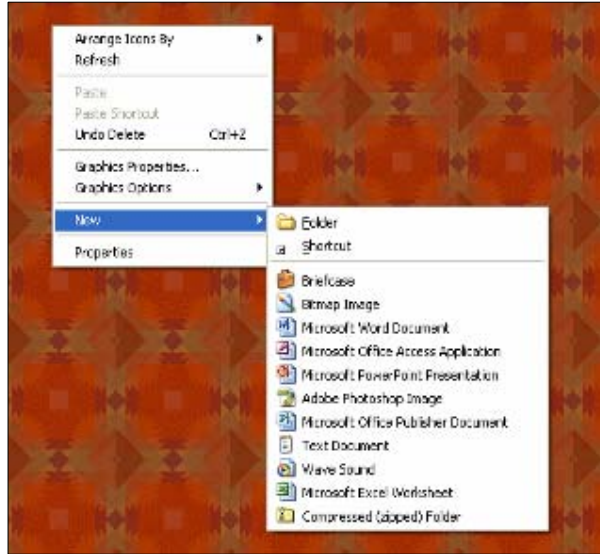 Arrange Icons By
Refresh
Paste
Paste Shortcut
Undo Delete Ctrl+Z
Graphics Properties...
Graphics Options
New
Properties
Folder
Shortcut
Briefcase
Bitmap Image
Microsoft Word Document
Microsoft Office Access Application
Microsoft PowerPoint Presentation
Adobe Photoshop Image
Microsoft Office Publisher Document
Text Document
Wave Sound
Microsoft Excel Worksheet
Compressed (zipped) Folder